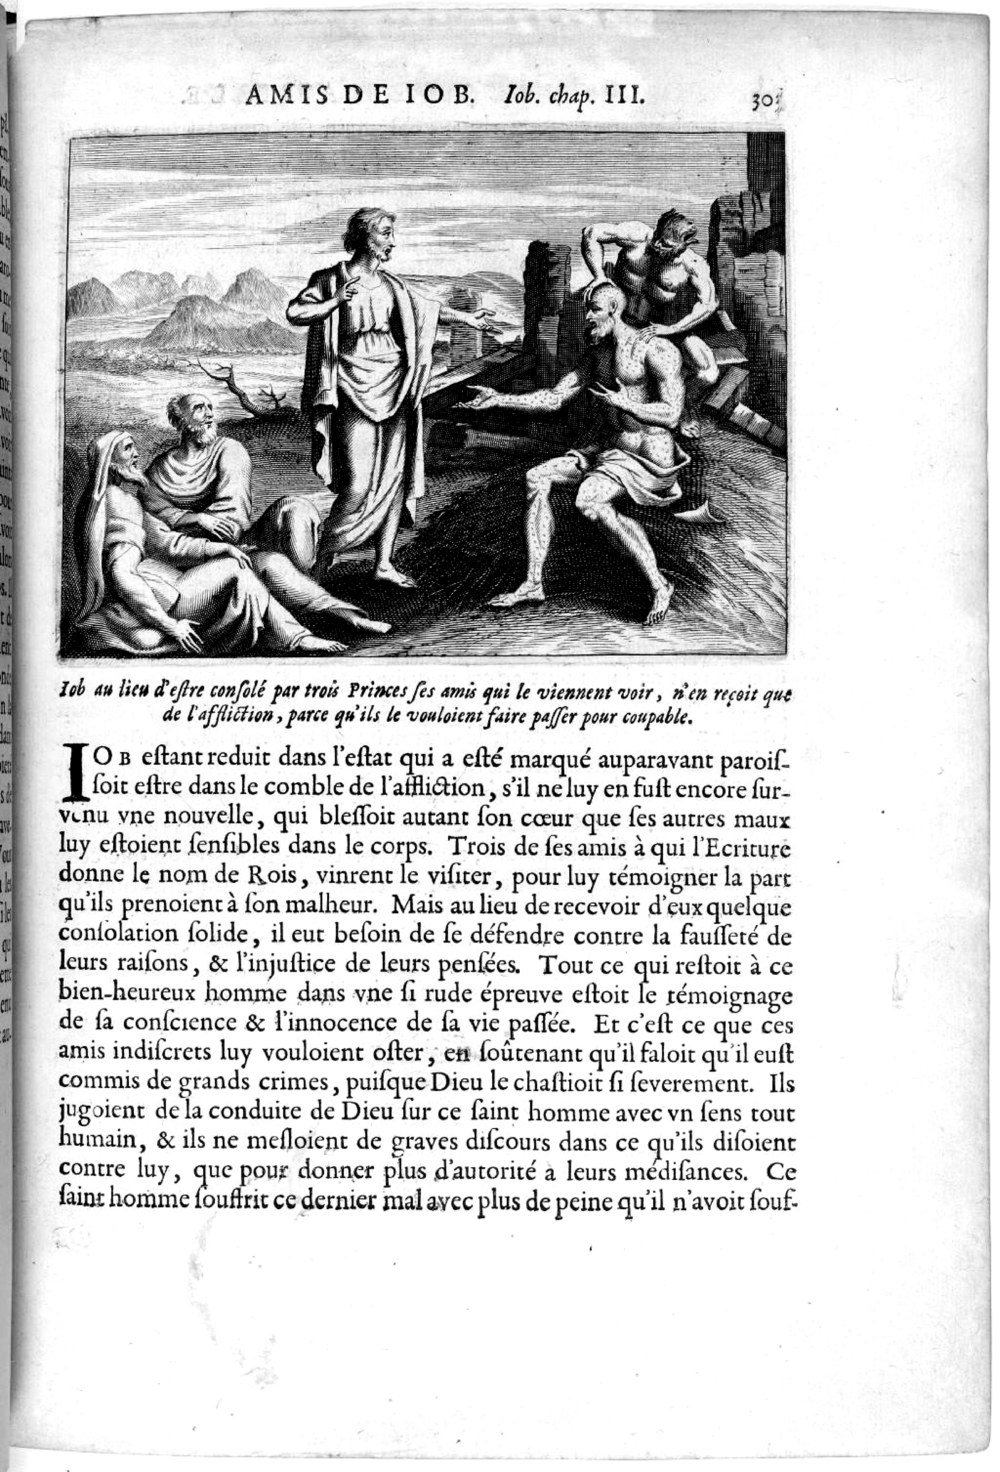 AMIS DE IOB. Iob. chap. III. 30
Iob au lieu d'eſtre conſolé par trois Princes ſes amis qui le viennent voir, n'en reçoit que
de l'affliction, parce qu'ils le vouloient faire paſſer pour coupable.
IOB eſtant reduit dans l'eſtat qui a eſté marqué auparavant paroiſ-
ſoit eſtre dans le comble de l'affliction, s'il ne luy en fuſt encore ſur-
venu vne nouvelle, qui bleſſoit autant ſon cœur que ſes autres maux
luy eſtoient ſenſibles dans le corps. Trois de ſes amis à qui l'Ecriture
donne le nom de Rois, vinrent le viſiter, pour luy témoigner la part
qu'ils prenoient à ſon malheur. Mais au lieu de recevoir d'eux quelque
conſolation ſolide, il eut beſoin de ſe défendre contre la fauſſeté de
leurs raiſons, & l'injuſtice de leurs penſées. Tout ce qui reſtoit à ce
bien-heureux homme dans vne ſi rude épreuve eſtoit le témoignage
de ſa conſcience & l'innocence de ſa vie paſſée. Et c'eſt ce que ces
amis indiſcrets luy vouloient oſter, en ſoûtenant qu'il faloit qu'il euſt
commis de grands crimes, puiſque Dieu le chaſtioit ſi ſeverement. Ils
jugoient de la conduite de Dieu ſur ce ſaint homme avec vn ſens tout
humain, & ils ne meſloient de graves diſcours dans ce qu'ils diſoient
contre luy, que pour donner plus d'autorité à leurs médiſances. Ce
ſaint homme ſouffrit ce dernier mal avec plus de peine qu'il n'avoit ſouf-